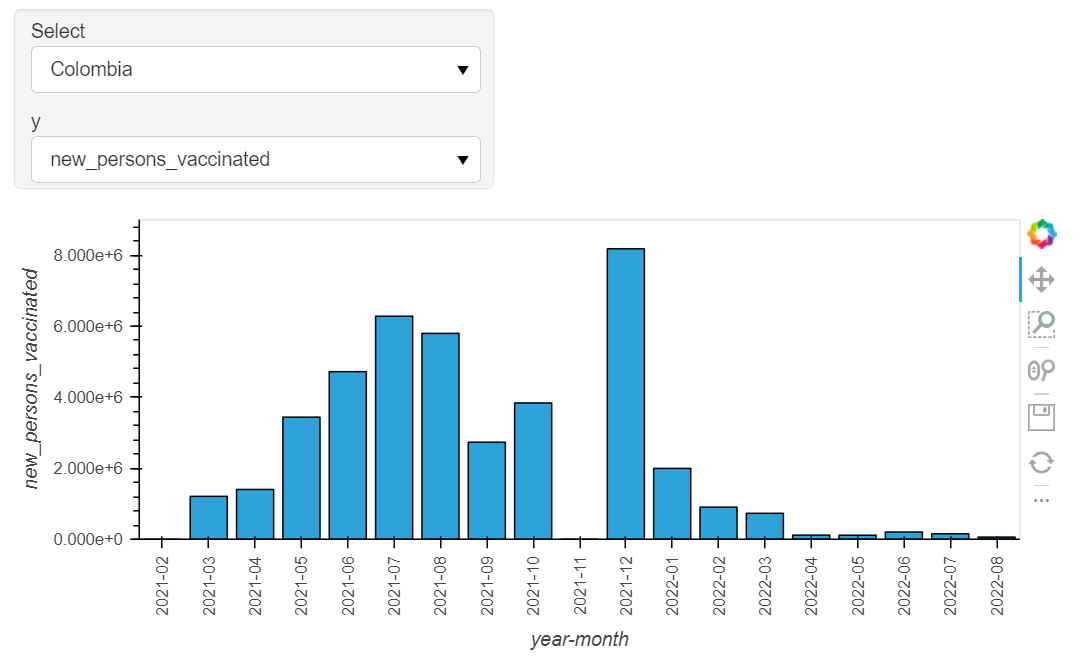 Select
Colombia
y
new_persons_vaccinated
new_persons_vaccinated
8.000e+6
6.000e+6
4.000e+6
2.000e+6
0.000e+0
2021-02
2021-03
2021-04
2021-05
2021-06
2021-07
2021-08
2021-09
2021-10
2021-11
2021-12
2022-01
2022-02
2022-03
2022-04
2022-05
2022-06
2022-07
2022-08
year-month